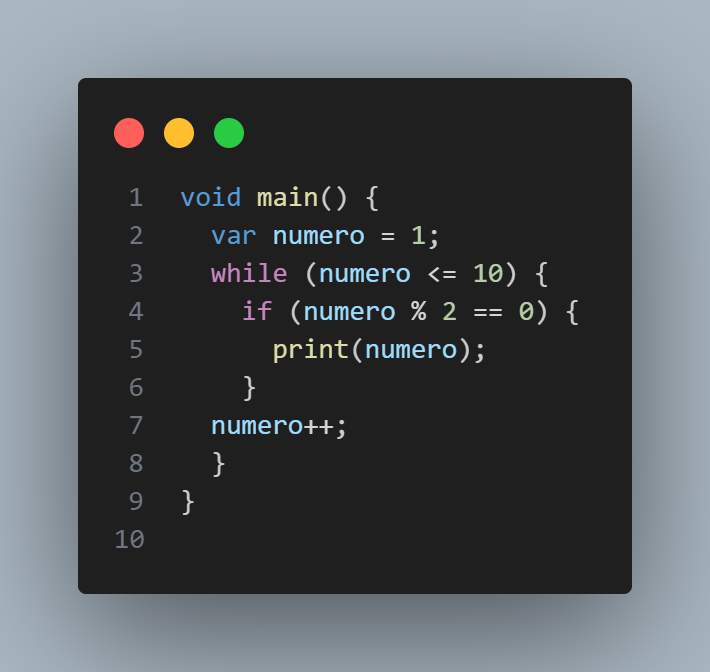 1 void main() {
2 var numero = 1;
3 while (numero <= 10) {
4 if (numero % 2 == 0) {
5 print(numero);
6 }
7 numero++;
8 }
9 }
10